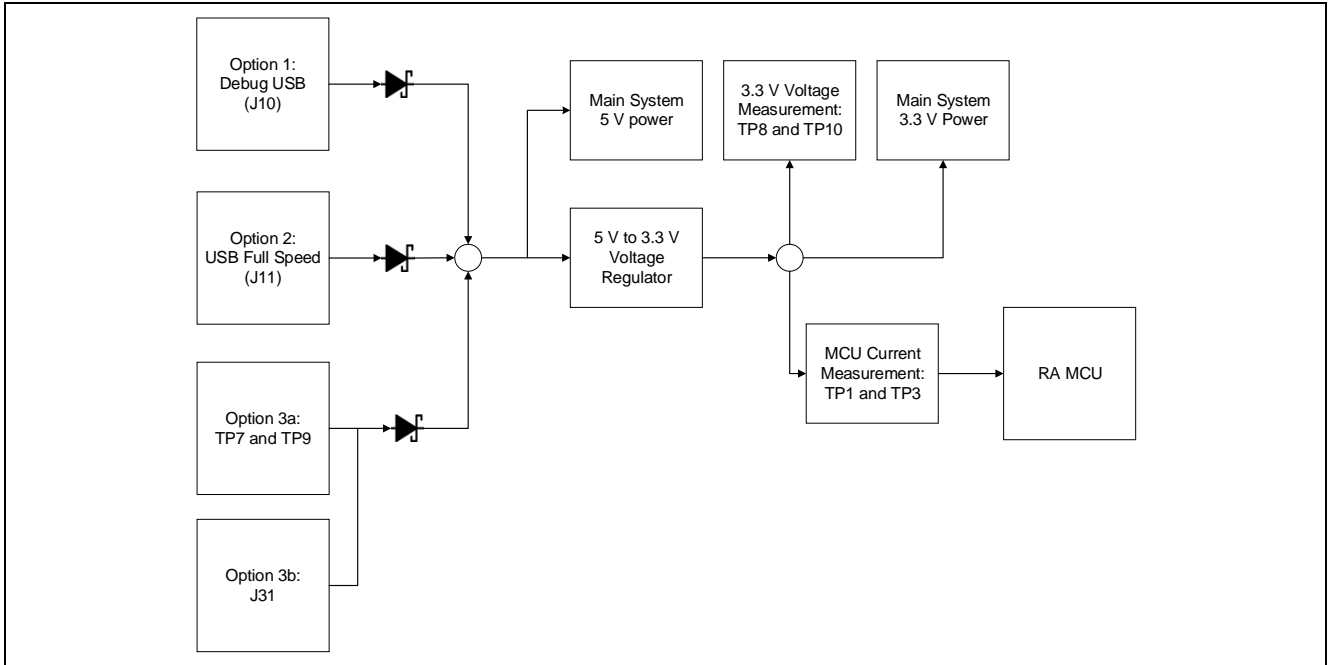 Option 1:
Debug USB
(J10)
Option 2:
USB Full Speed
(J11)
Option 3a:
TP7 and TP9
Option 3b:
J31
Main System
5 V power
5 V to 3.3 V
Voltage
Regulator
3.3 V Voltage
Measurement:
TP8 and TP10
Main System
3.3 V Power
MCU Current
Measurement:
TP1 and TP3
RA MCU